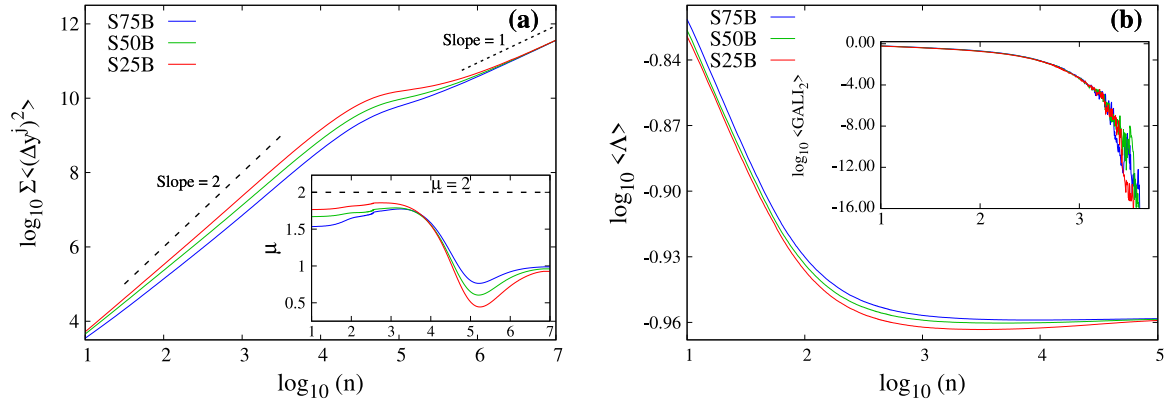 (a)
S75B
S50B
S25B
Slope = 1
Slope = 2
log10 Σ<(Δy^j)^2>
12
10
8
6
4
μ = 2
μ
2
1.5
1
0.5
1 2 3 4 5 6 7
1 2 3 4 5 6 7
log10 (n)
(b)
S75B
S50B
S25B
log10 <Λ>
-0.84
-0.87
-0.90
-0.93
-0.96
log10 <GALI2>
0.00
-4.00
-8.00
-12.00
-16.00
1 2 3
1 2 3 4 5
log10 (n)